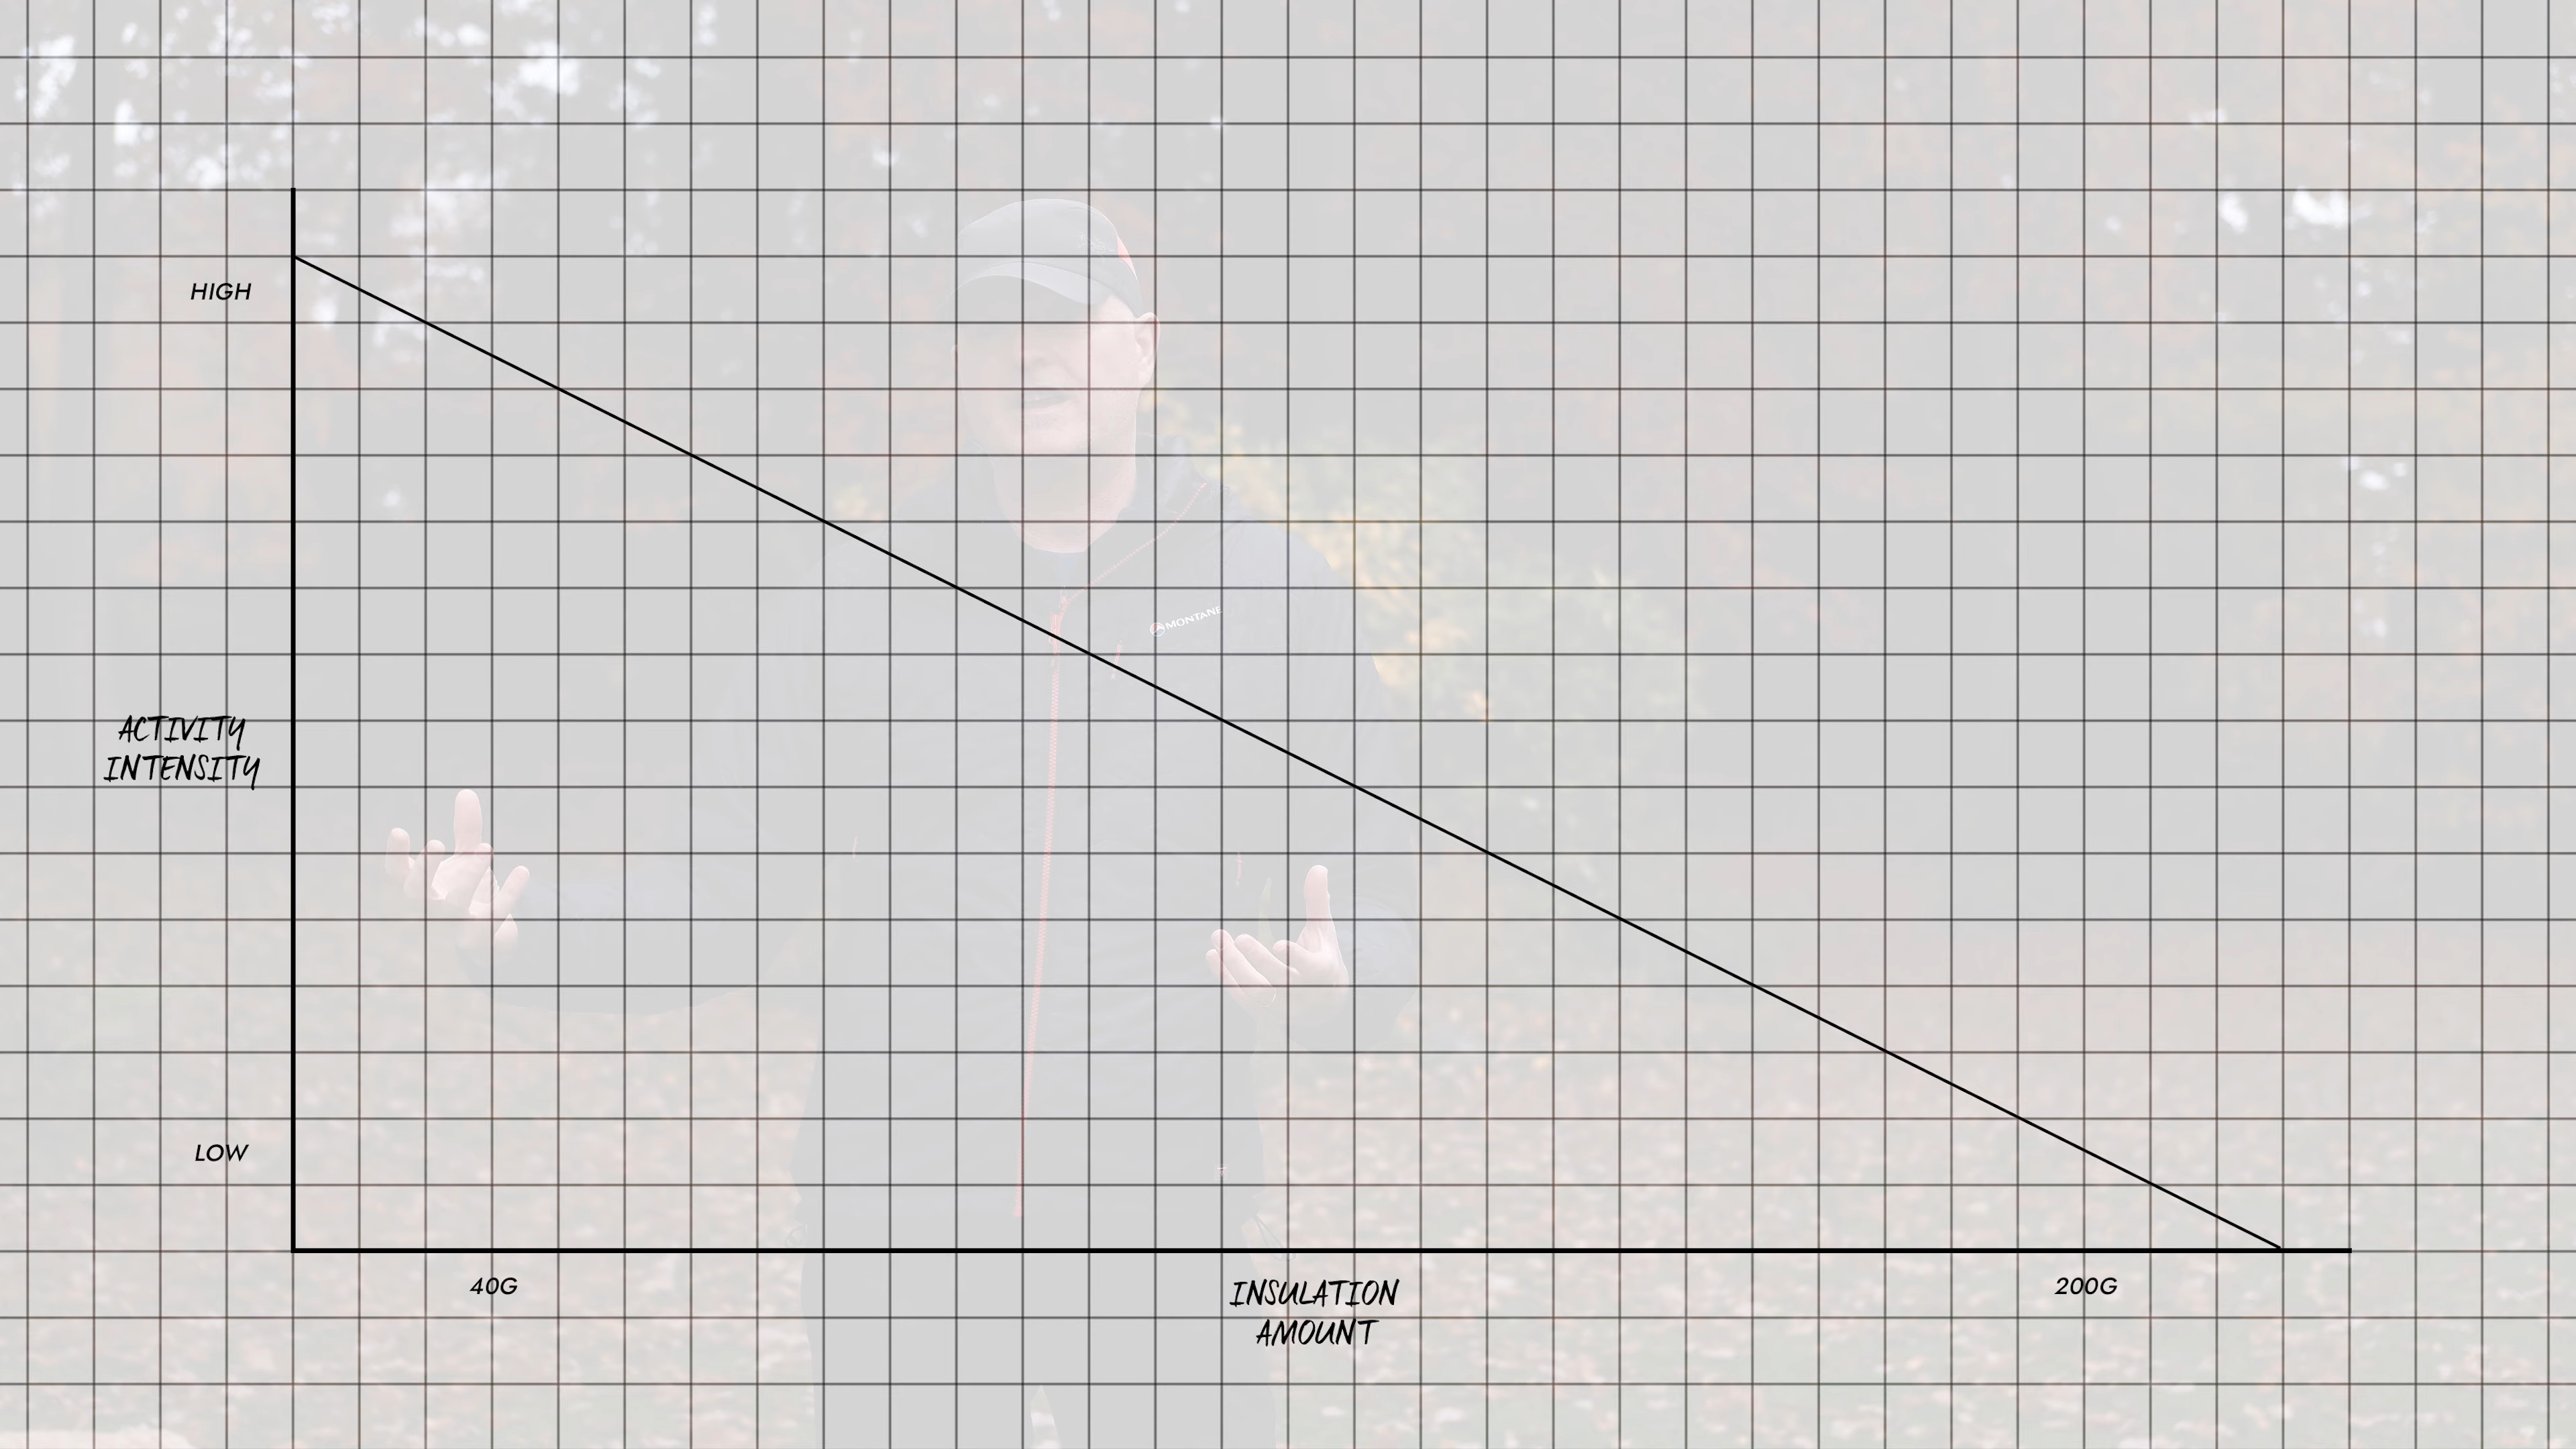 HIGH
MONTANE
ACTIVITY
INTENSITY
LOW
40G
INSULATION
AMOUNT
200G